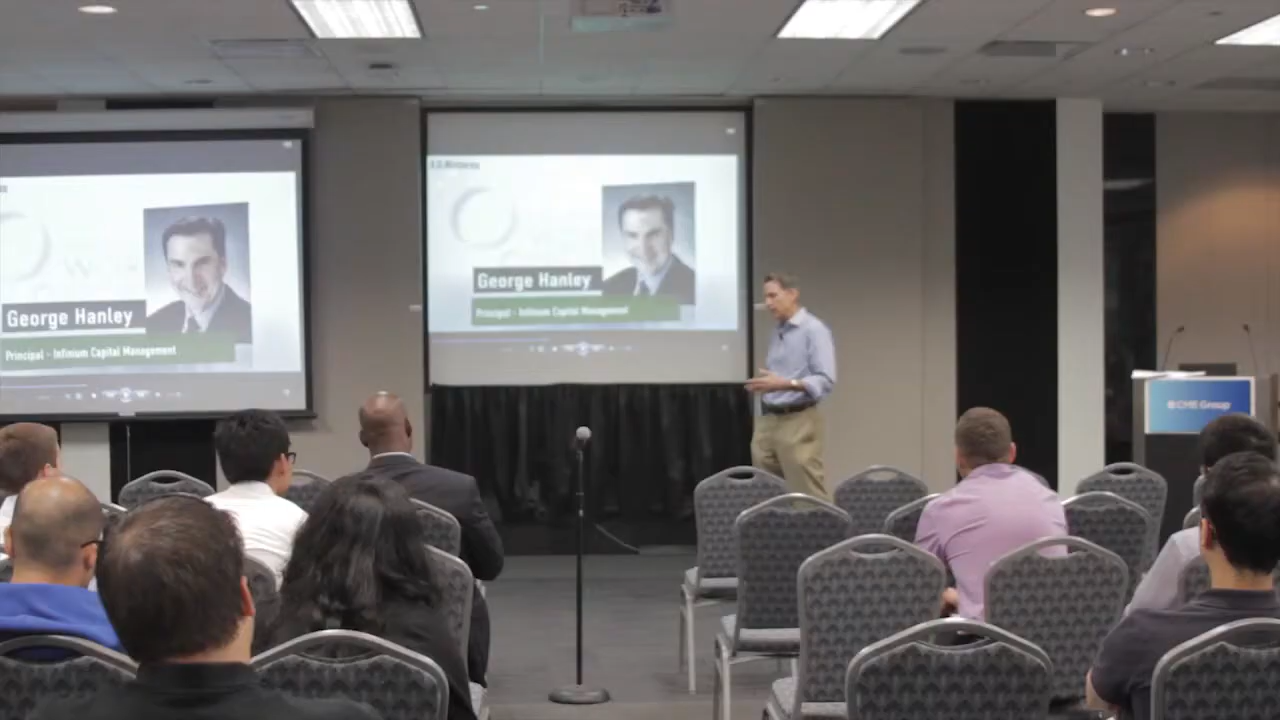 George Hanley
Principal - Infinium Capital Management
George Hanley
Principal - Infinium Capital Management
CME Group